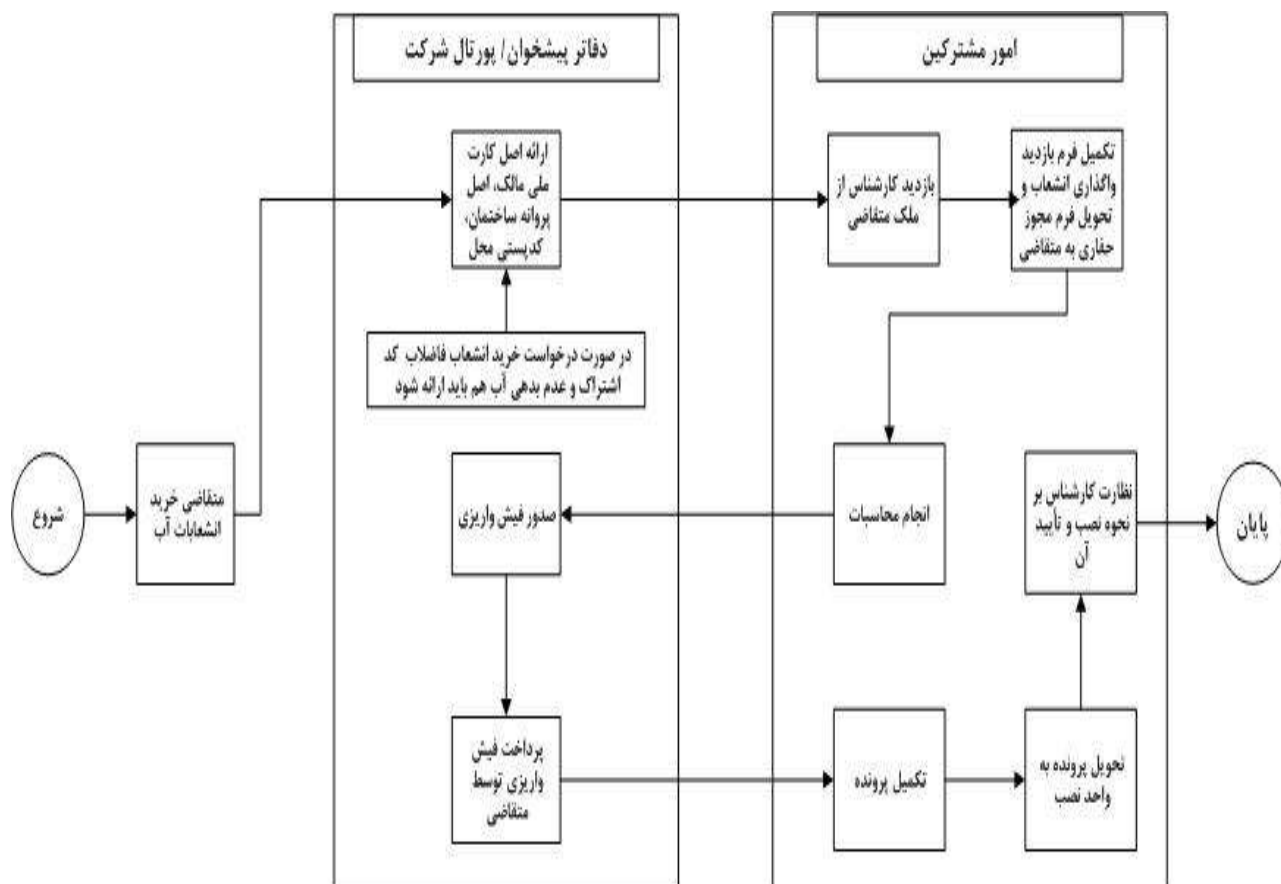 امور مشترکین
دفاتر پیشخوان/ پورتال شرکت
شروع
متقاضی خرید
انشعابات آب
ارائه اصل کارت
ملی مالک، اصل
پروانه ساختمان،
کدپستی محل
در صورت درخواست خرید انشعاب فاضلاب کد
اشتراک و عدم بدهی آب هم باید ارائه شود
بازدید کارشناس از
ملک متقاضی
تکمیل فرم بازدید
واگذاری انشعاب و
تحویل فرم مجوز
حفاری به متقاضی
انجام محاسبات
صدور فیش واریزی
پرداخت فیش
واریزی توسط
متقاضی
تکمیل پرونده
تحویل پرونده به
واحد نصب
نظارت کارشناس بر
نحوه نصب و تأیید
آن
پایان